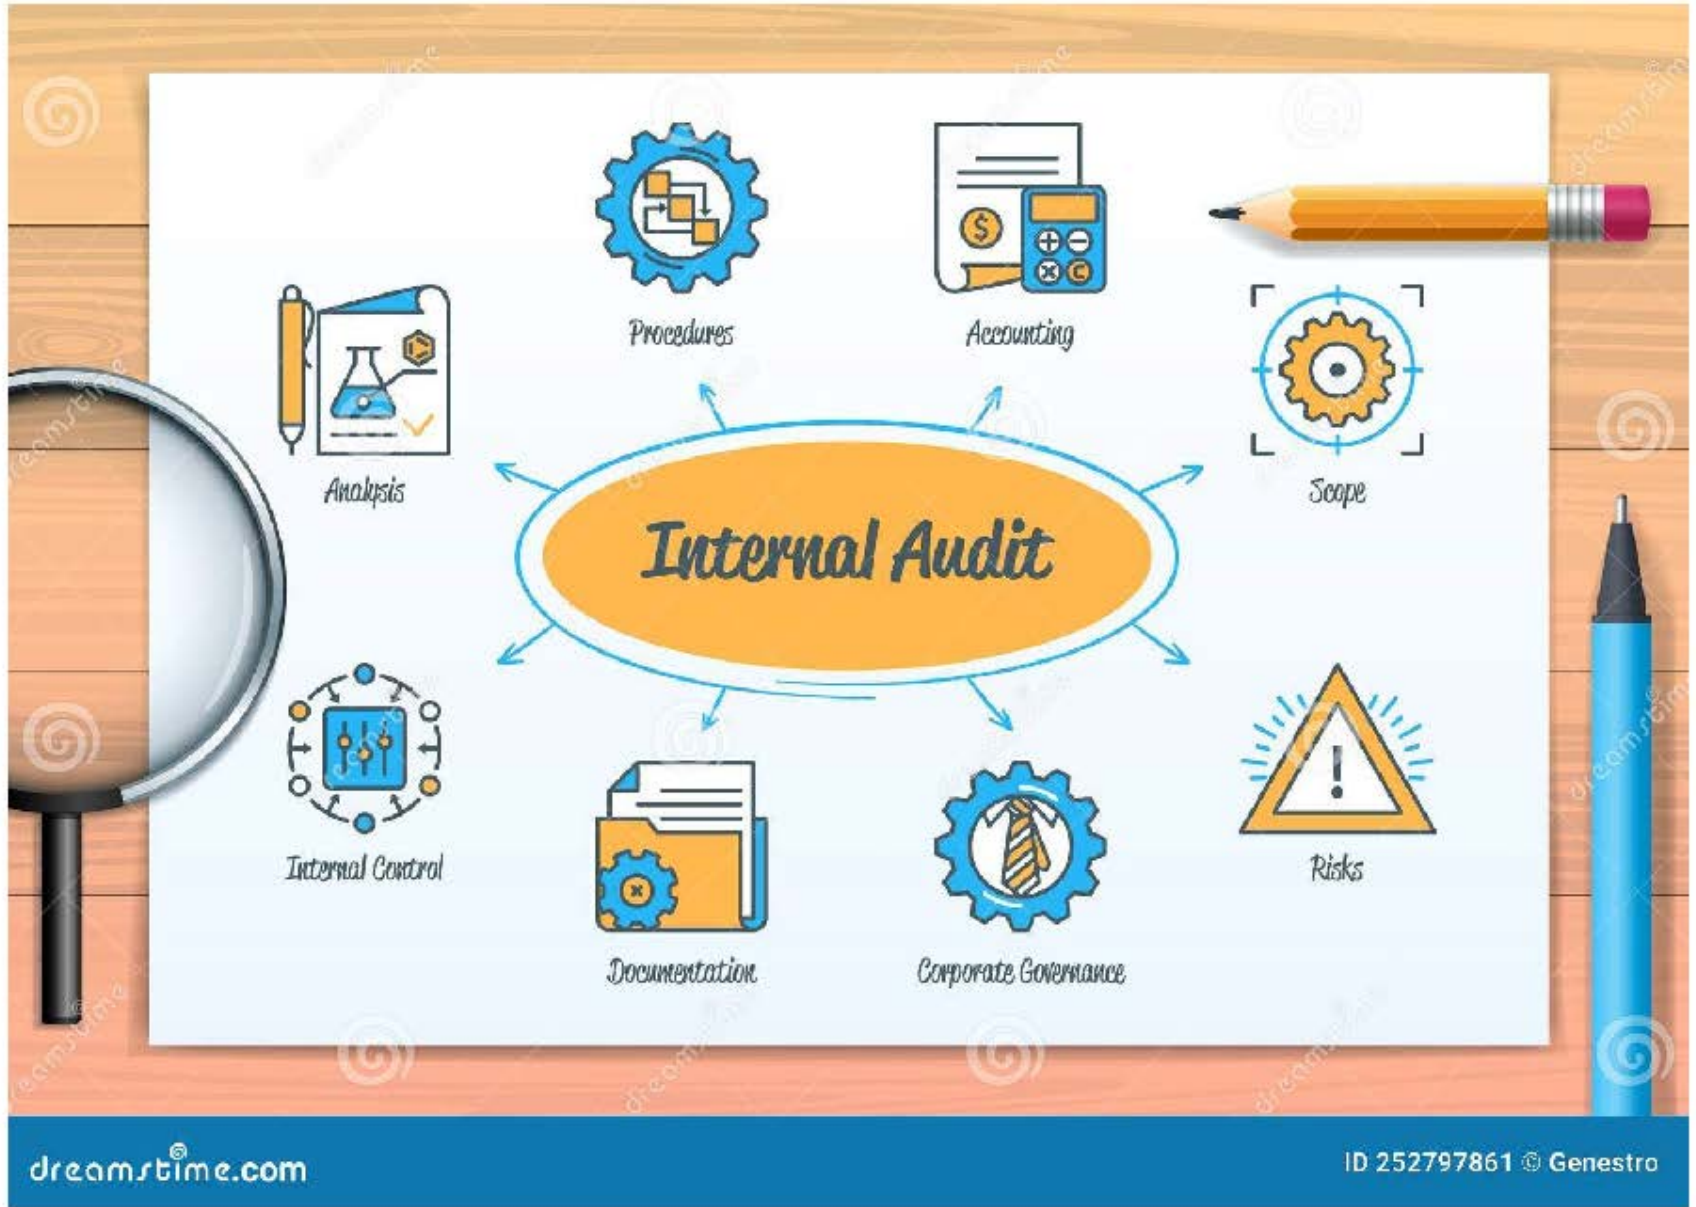 Procedures
Accounting
Analysis
Scope
Internal Audit
Internal Control
Risks
Documentation
Corporate Governance
dreamstime.com
ID 252797861 © Genestro